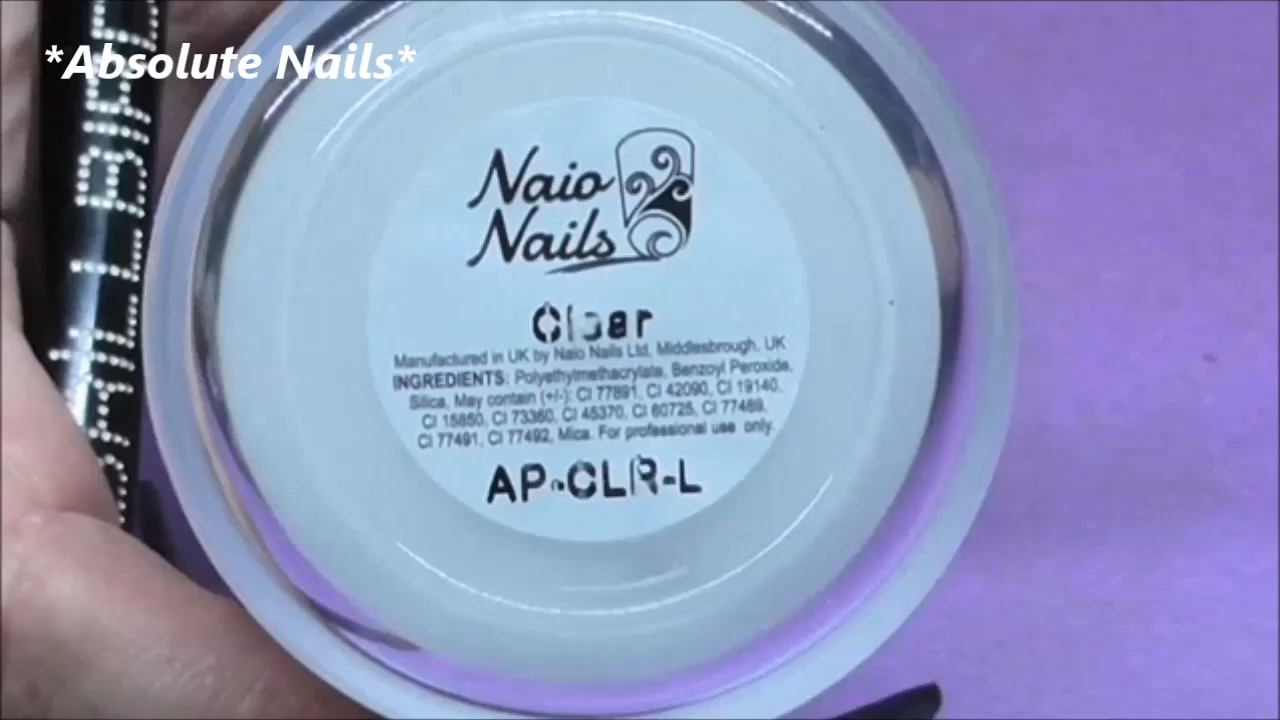 *Absolute Nails*
Naio
Nails
Clear
Manufactured in UK by Naio Nails Ltd, Middlesbrough, UK
INGREDIENTS: Polyethylmethacrylate, Benzoyl Peroxide,
Silica, May contain (+/-): CI 77891, CI 42090, CI 19140,
CI 15850, CI 73360, CI 45370, CI 60725, CI 77489,
CI 77491, CI 77492, Mica. For professional use only.
AP-CLR-L